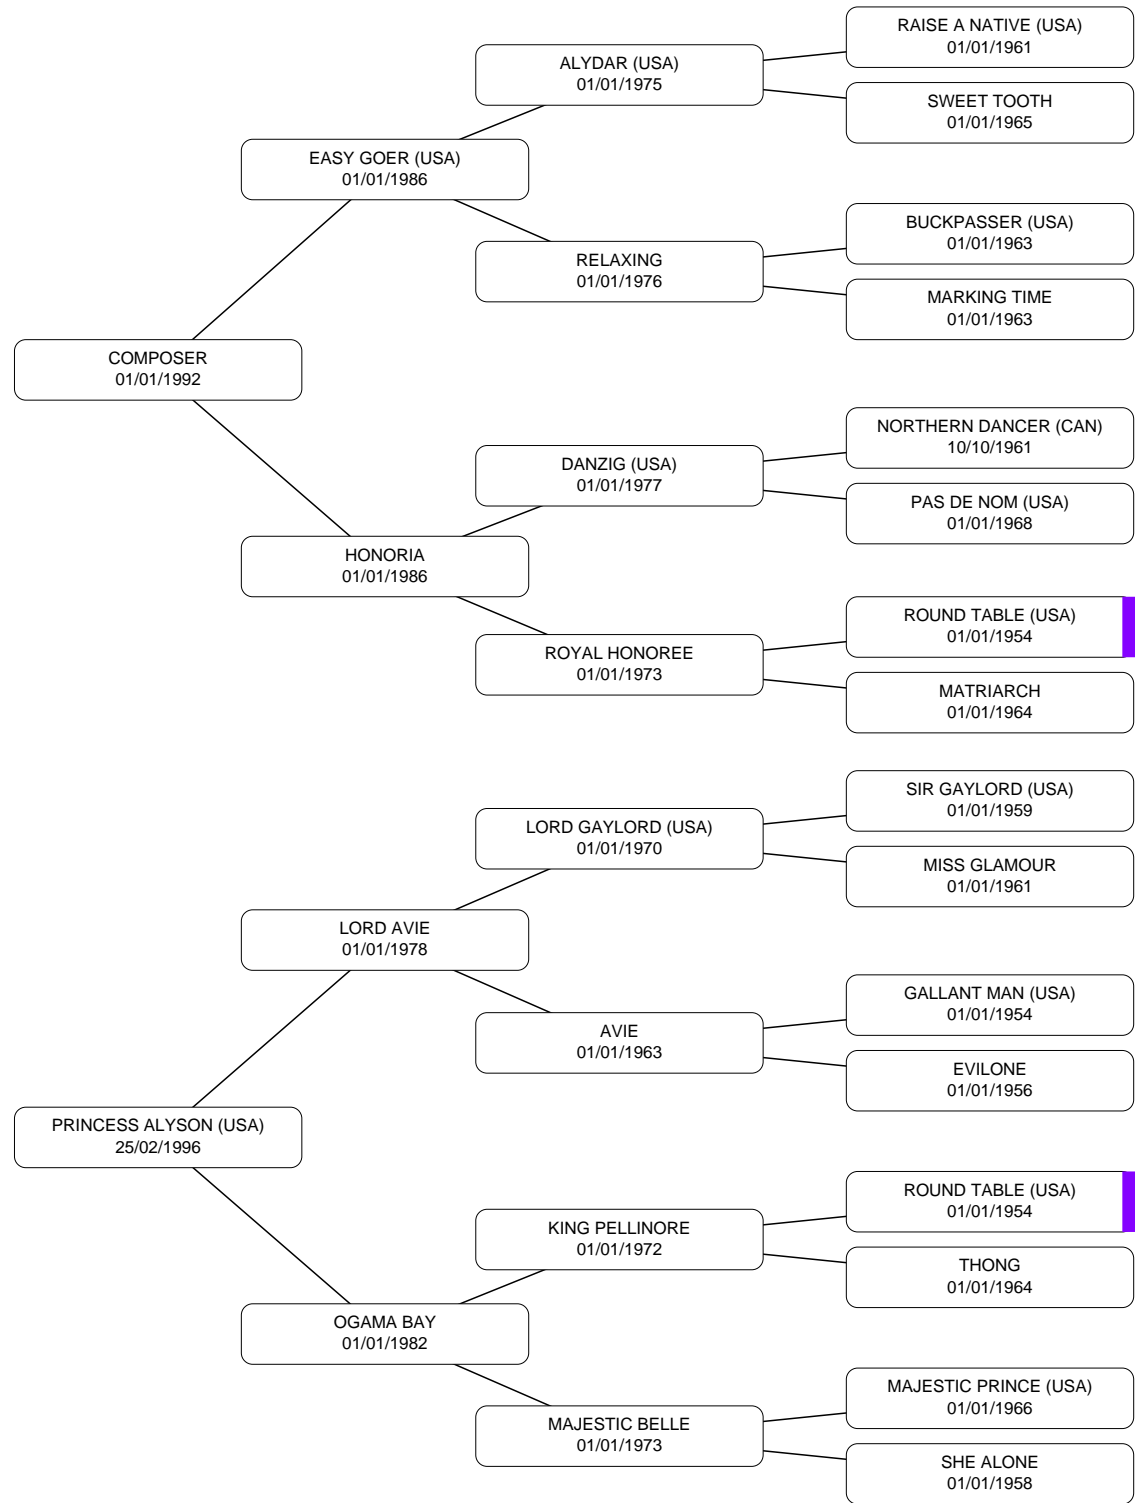 RAISE A NATIVE (USA)
01/01/1961
ALYDAR (USA)
01/01/1975
SWEET TOOTH
01/01/1965
EASY GOER (USA)
01/01/1986
BUCKPASSER (USA)
01/01/1963
RELAXING
01/01/1976
MARKING TIME
01/01/1963
COMPOSER
01/01/1992
NORTHERN DANCER (CAN)
10/10/1961
DANZIG (USA)
01/01/1977
PAS DE NOM (USA)
01/01/1968
HONORIA
01/01/1986
ROUND TABLE (USA)
01/01/1954
ROYAL HONOREE
01/01/1973
MATRIARCH
01/01/1964
SIR GAYLORD (USA)
01/01/1959
LORD GAYLORD (USA)
01/01/1970
MISS GLAMOUR
01/01/1961
LORD AVIE
01/01/1978
GALLANT MAN (USA)
01/01/1954
AVIE
01/01/1963
EVILONE
01/01/1956
PRINCESS ALYSON (USA)
25/02/1996
ROUND TABLE (USA)
01/01/1954
KING PELLINORE
01/01/1972
THONG
01/01/1964
OGAMA BAY
01/01/1982
MAJESTIC PRINCE (USA)
01/01/1966
MAJESTIC BELLE
01/01/1973
SHE ALONE
01/01/1958